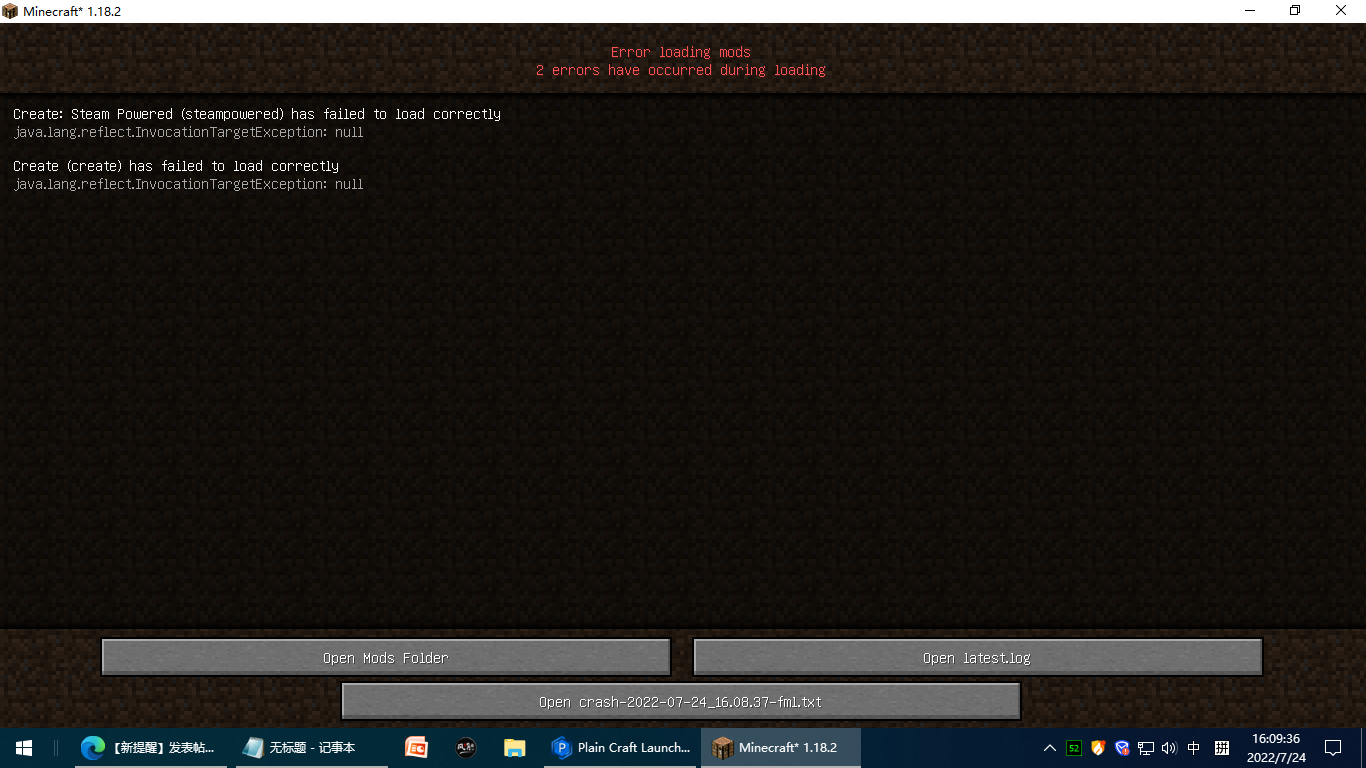 Minecraft* 1.18.2
Error loading mods
2 errors have occurred during loading
Create: Steam Powered (steampowered) has failed to load correctly
java.lang.reflect.InvocationTargetException: null
Create (create) has failed to load correctly
java.lang.reflect.InvocationTargetException: null
Open Mods Folder
Open latest.log
Open crash-2022-07-24_16.08.37-fml.txt
【新提醒】发表帖...
无标题 - 记事本
Plain Craft Launch...
Minecraft* 1.18.2
52
中
拼
16:09:36
2022/7/24